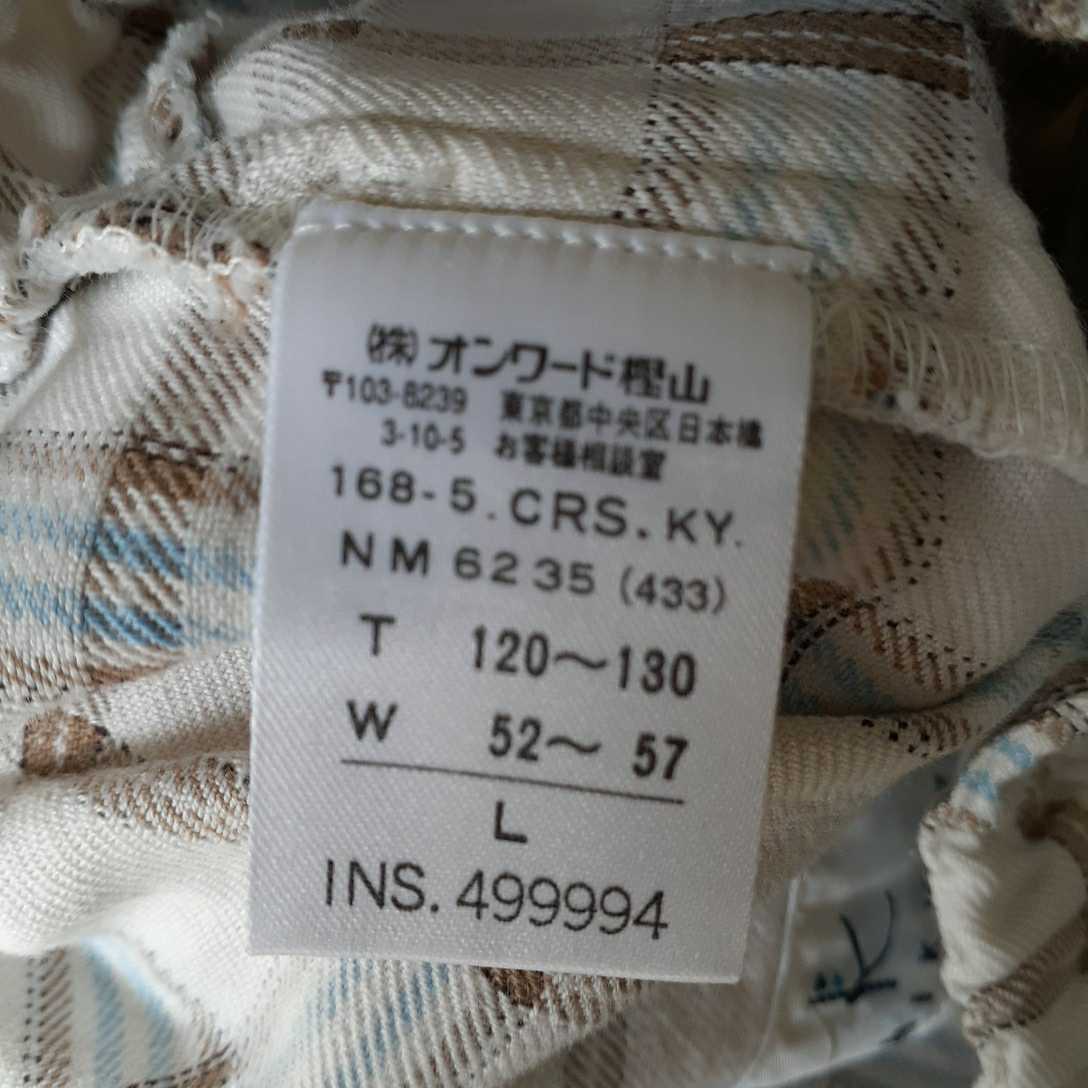 (株)オンワード樫山
〒103-8239 東京都中央区日本橋
3-10-5 お客様相談室
168-5.CRS.KY.
NM6235(433)
T 120〜130
W 52〜57
L
INS.499994